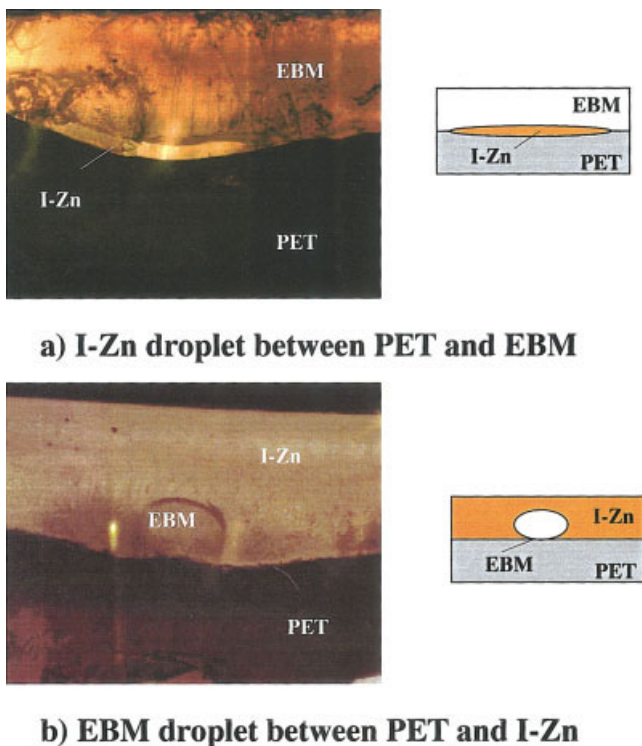 EBM
I-Zn
PET
EBM
I-Zn
PET
a) I-Zn droplet between PET and EBM
I-Zn
EBM
PET
I-Zn
EBM
PET
b) EBM droplet between PET and I-Zn